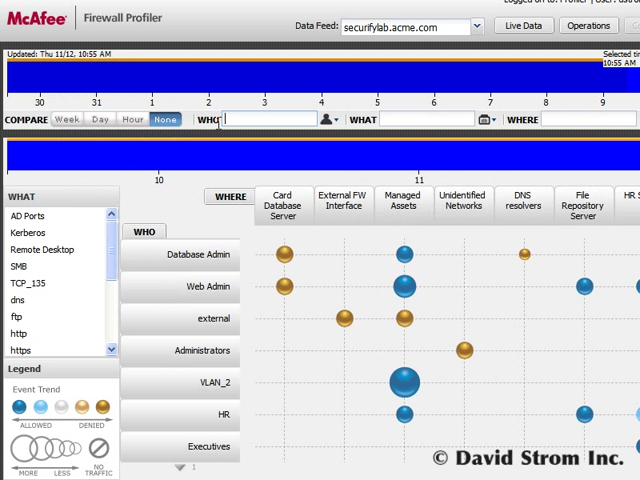 Logged on to: Profiler | User:
McAfee® | Firewall Profiler
Data Feed: securifylab.acme.com Live Data Operations
Updated: Thu 11/12, 10:55 AM
Selected
10:55 AM
30 31 1 2 3 4 5 6 7 8 9
COMPARE Week Day Hour None WHO WHAT WHERE
10 11
WHAT
AD Ports
Kerberos
Remote Desktop
SMB
TCP_135
dns
ftp
http
https
WHERE
Card Database Server
External FW Interface
Managed Assets
Unidentified Networks
DNS resolvers
File Repository Server
HR
WHO
Database Admin
Web Admin
external
Administrators
VLAN_2
HR
Executives
1
Legend
Event Trend
ALLOWED DENIED
MORE LESS NO TRAFFIC
© David Strom Inc.